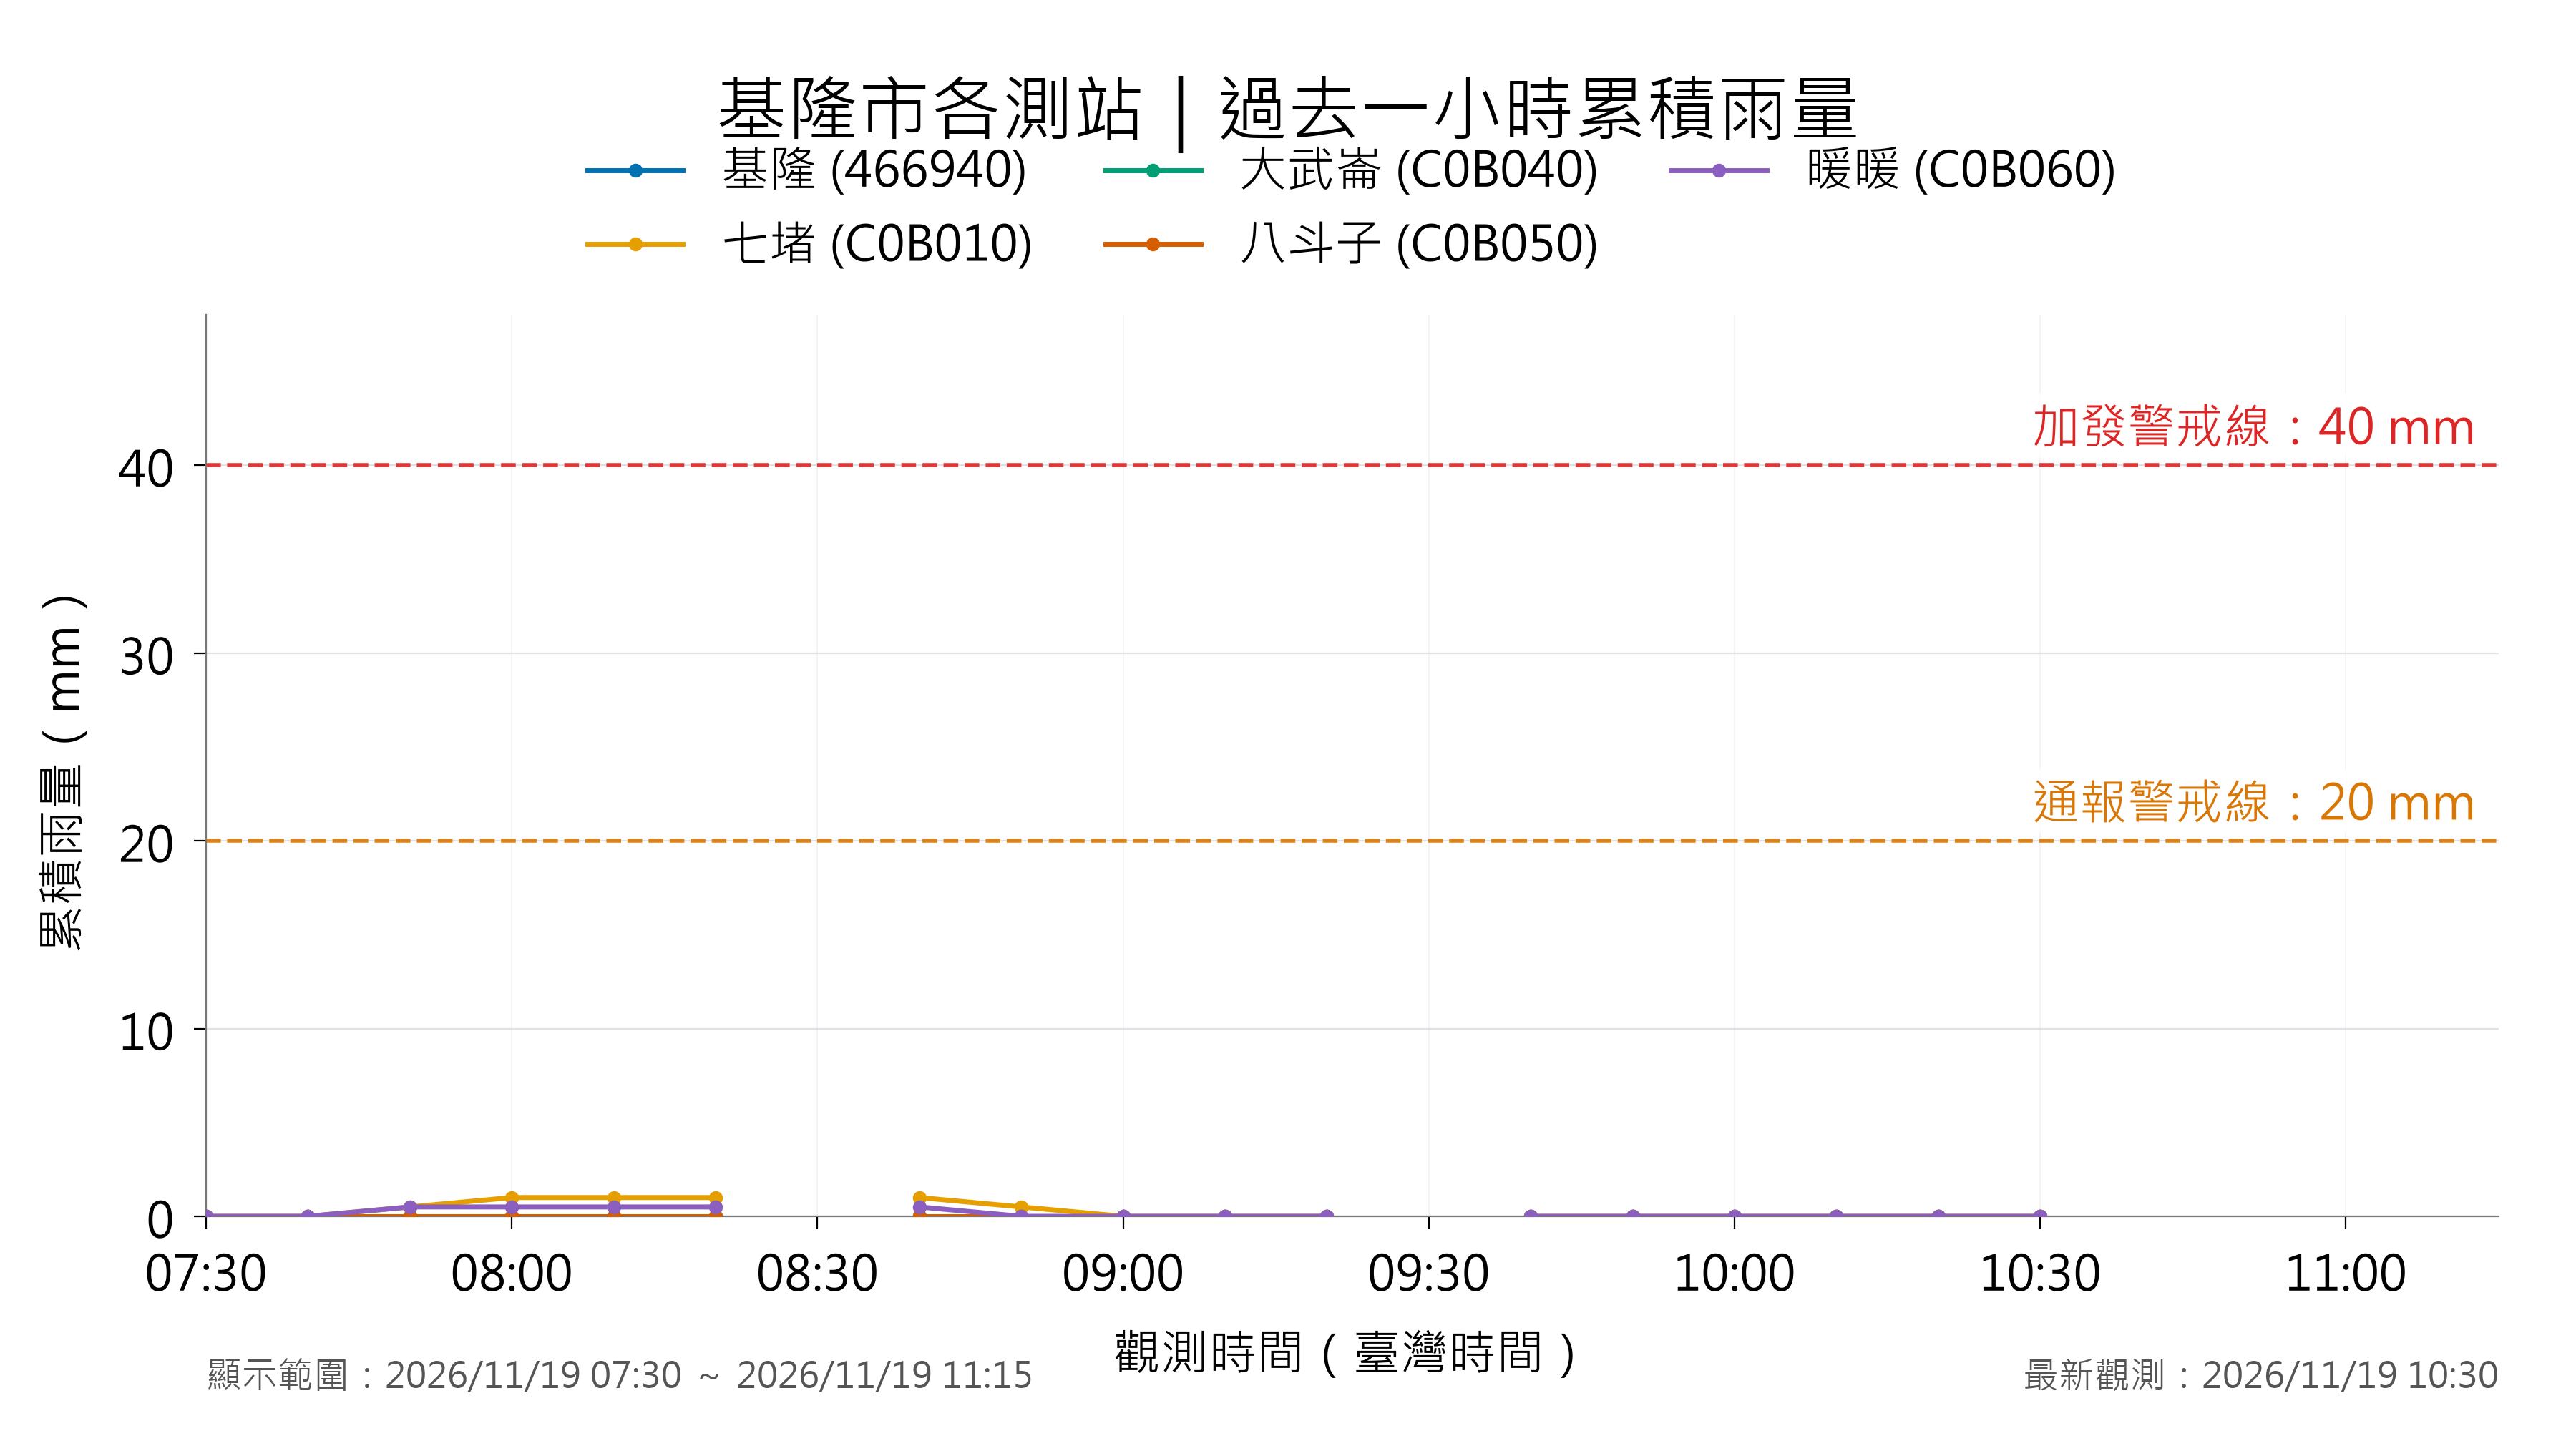 基隆市各測站｜過去一小時累積雨量
基隆 (466940)
大武崙 (C0B040)
暖暖 (C0B060)
七堵 (C0B010)
八斗子 (C0B050)
累積雨量（mm）
40
30
20
10
0
加發警戒線：40 mm
通報警戒線：20 mm
07:30
08:00
08:30
09:00
09:30
10:00
10:30
11:00
觀測時間（臺灣時間）
顯示範圍：2026/11/19 07:30 ~ 2026/11/19 11:15
最新觀測：2026/11/19 10:30